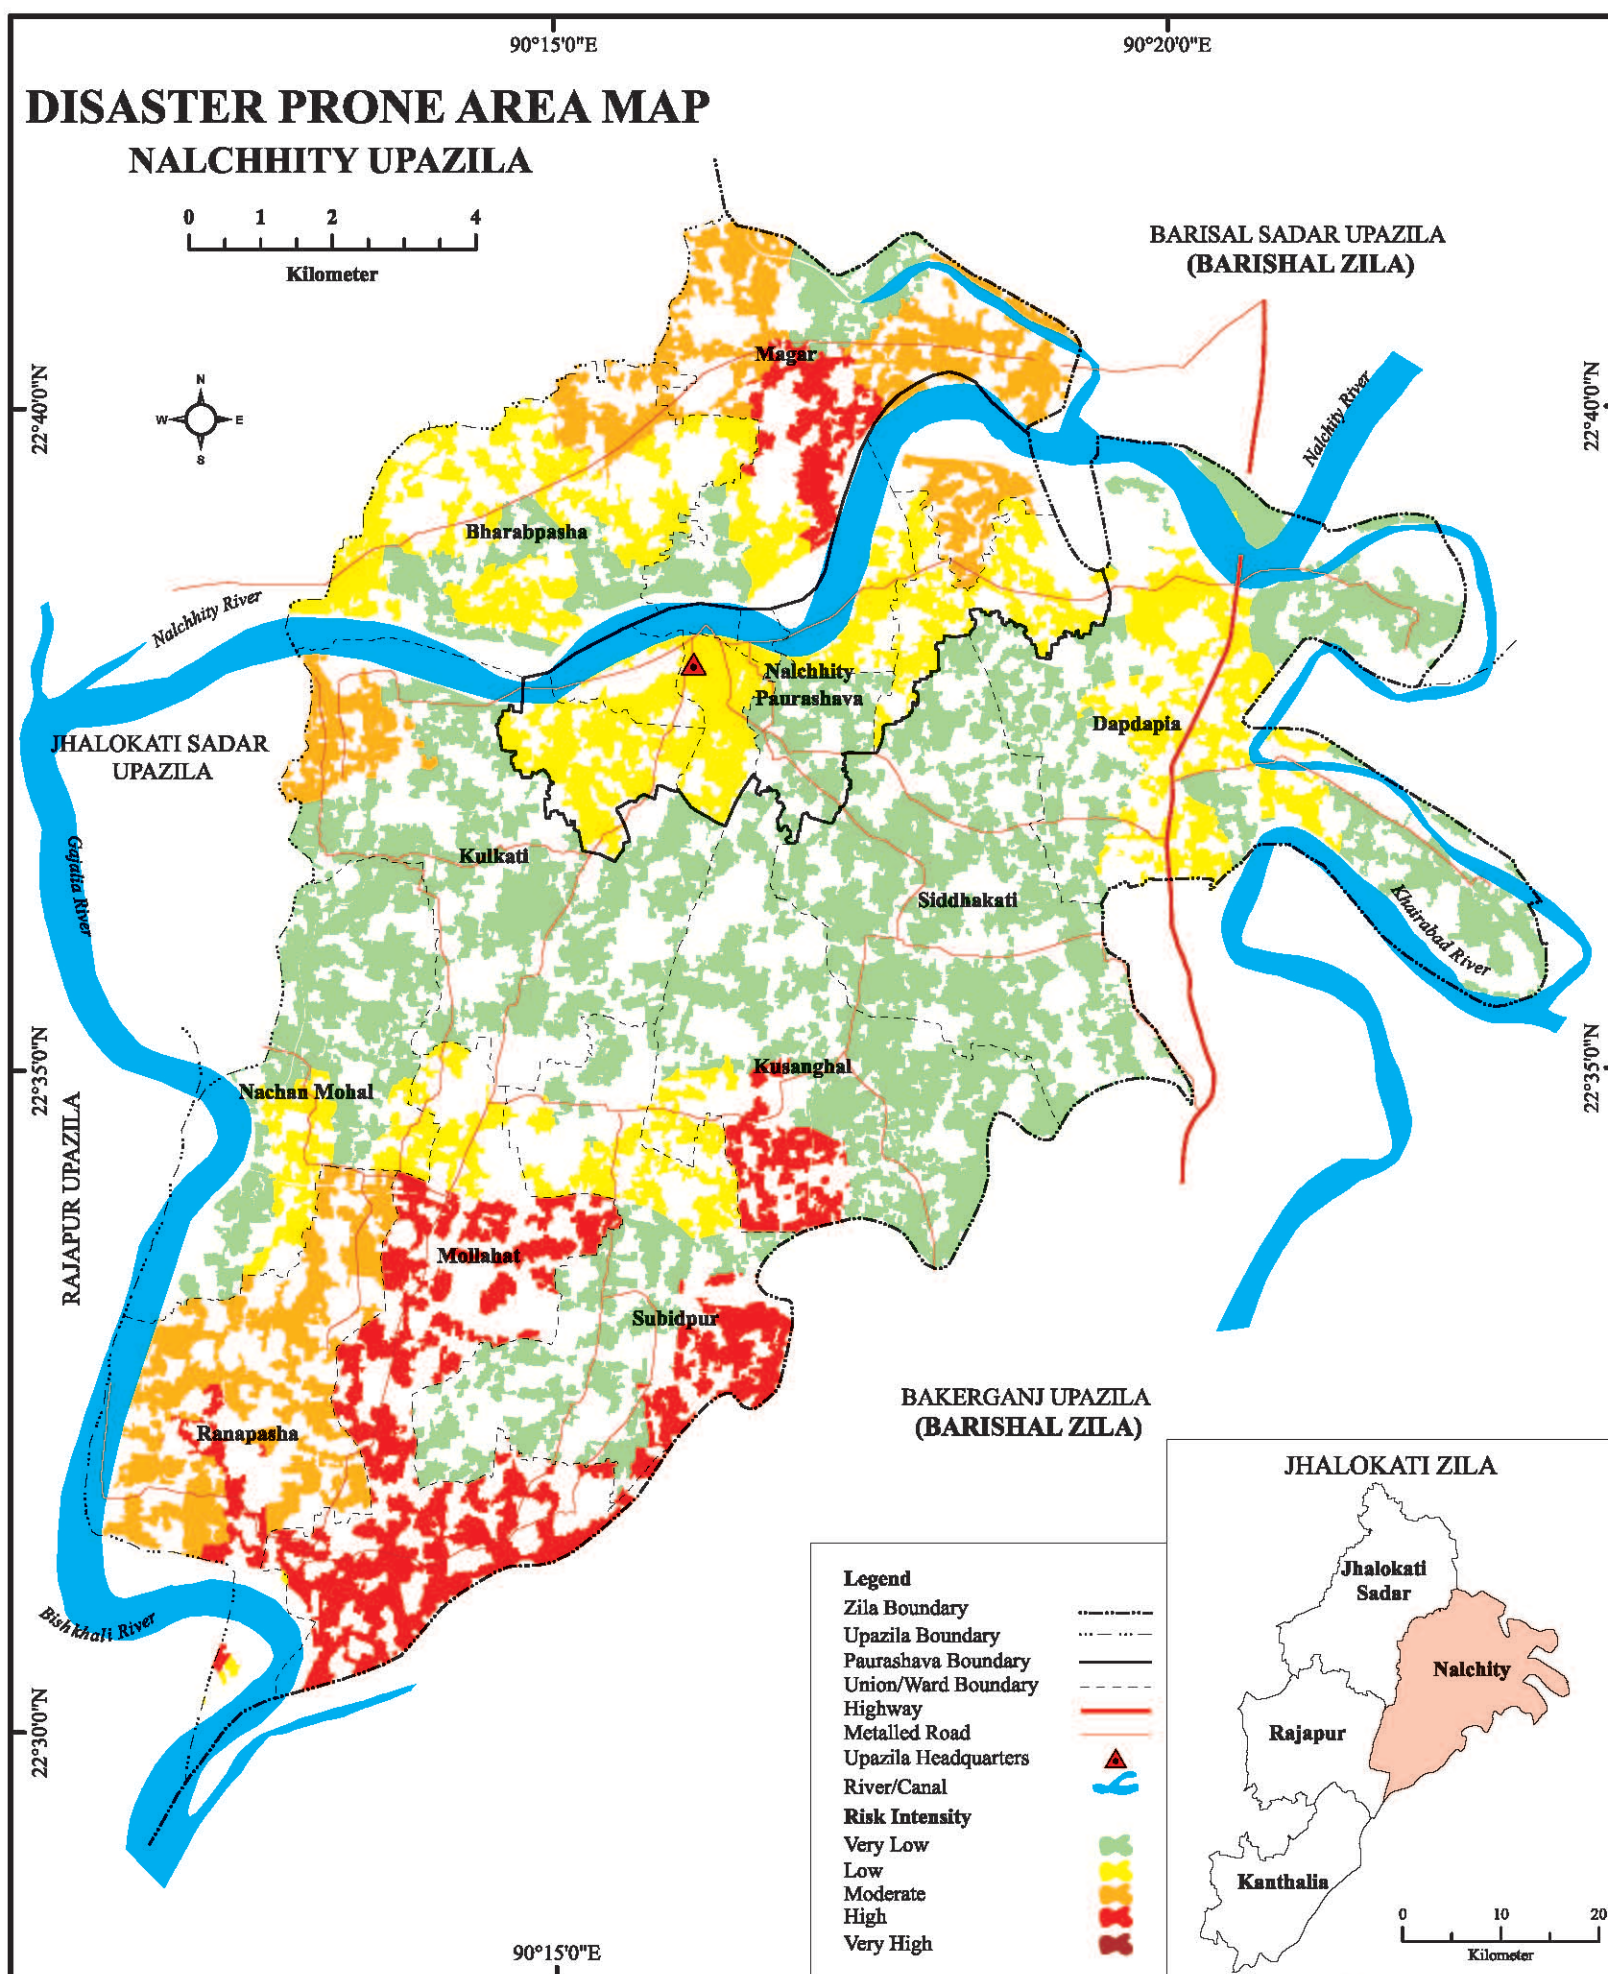 90°15'0"E
90°20'0"E
DISASTER PRONE AREA MAP
NALCHHITY UPAZILA
0 1 2 4
Kilometer
BARISAL SADAR UPAZILA
(BARISHAL ZILA)
N
W E
S
22°40'0"N
22°40'0"N
Magar
Nalchity River
Bharabpasha
Nalchhity River
Nalchhity
Paurashava
Dapdapia
JHALOKATI SADAR
UPAZILA
Gajalia River
Kulkati
Siddhakati
Khairabad River
22°35'0"N
22°35'0"N
Kusanghal
Nachan Mohal
RAJAPUR UPAZILA
Mollahat
Subidpur
Ranapasha
BAKERGANJ UPAZILA
(BARISHAL ZILA)
Bishkhali River
22°30'0"N
90°15'0"E
Legend
Zila Boundary
Upazila Boundary
Paurashava Boundary
Union/Ward Boundary
Highway
Metalled Road
Upazila Headquarters
River/Canal
Risk Intensity
Very Low
Low
Moderate
High
Very High
JHALOKATI ZILA
Jhalokati
Sadar
Nalchity
Rajapur
Kanthalia
0 10 20
Kilometer